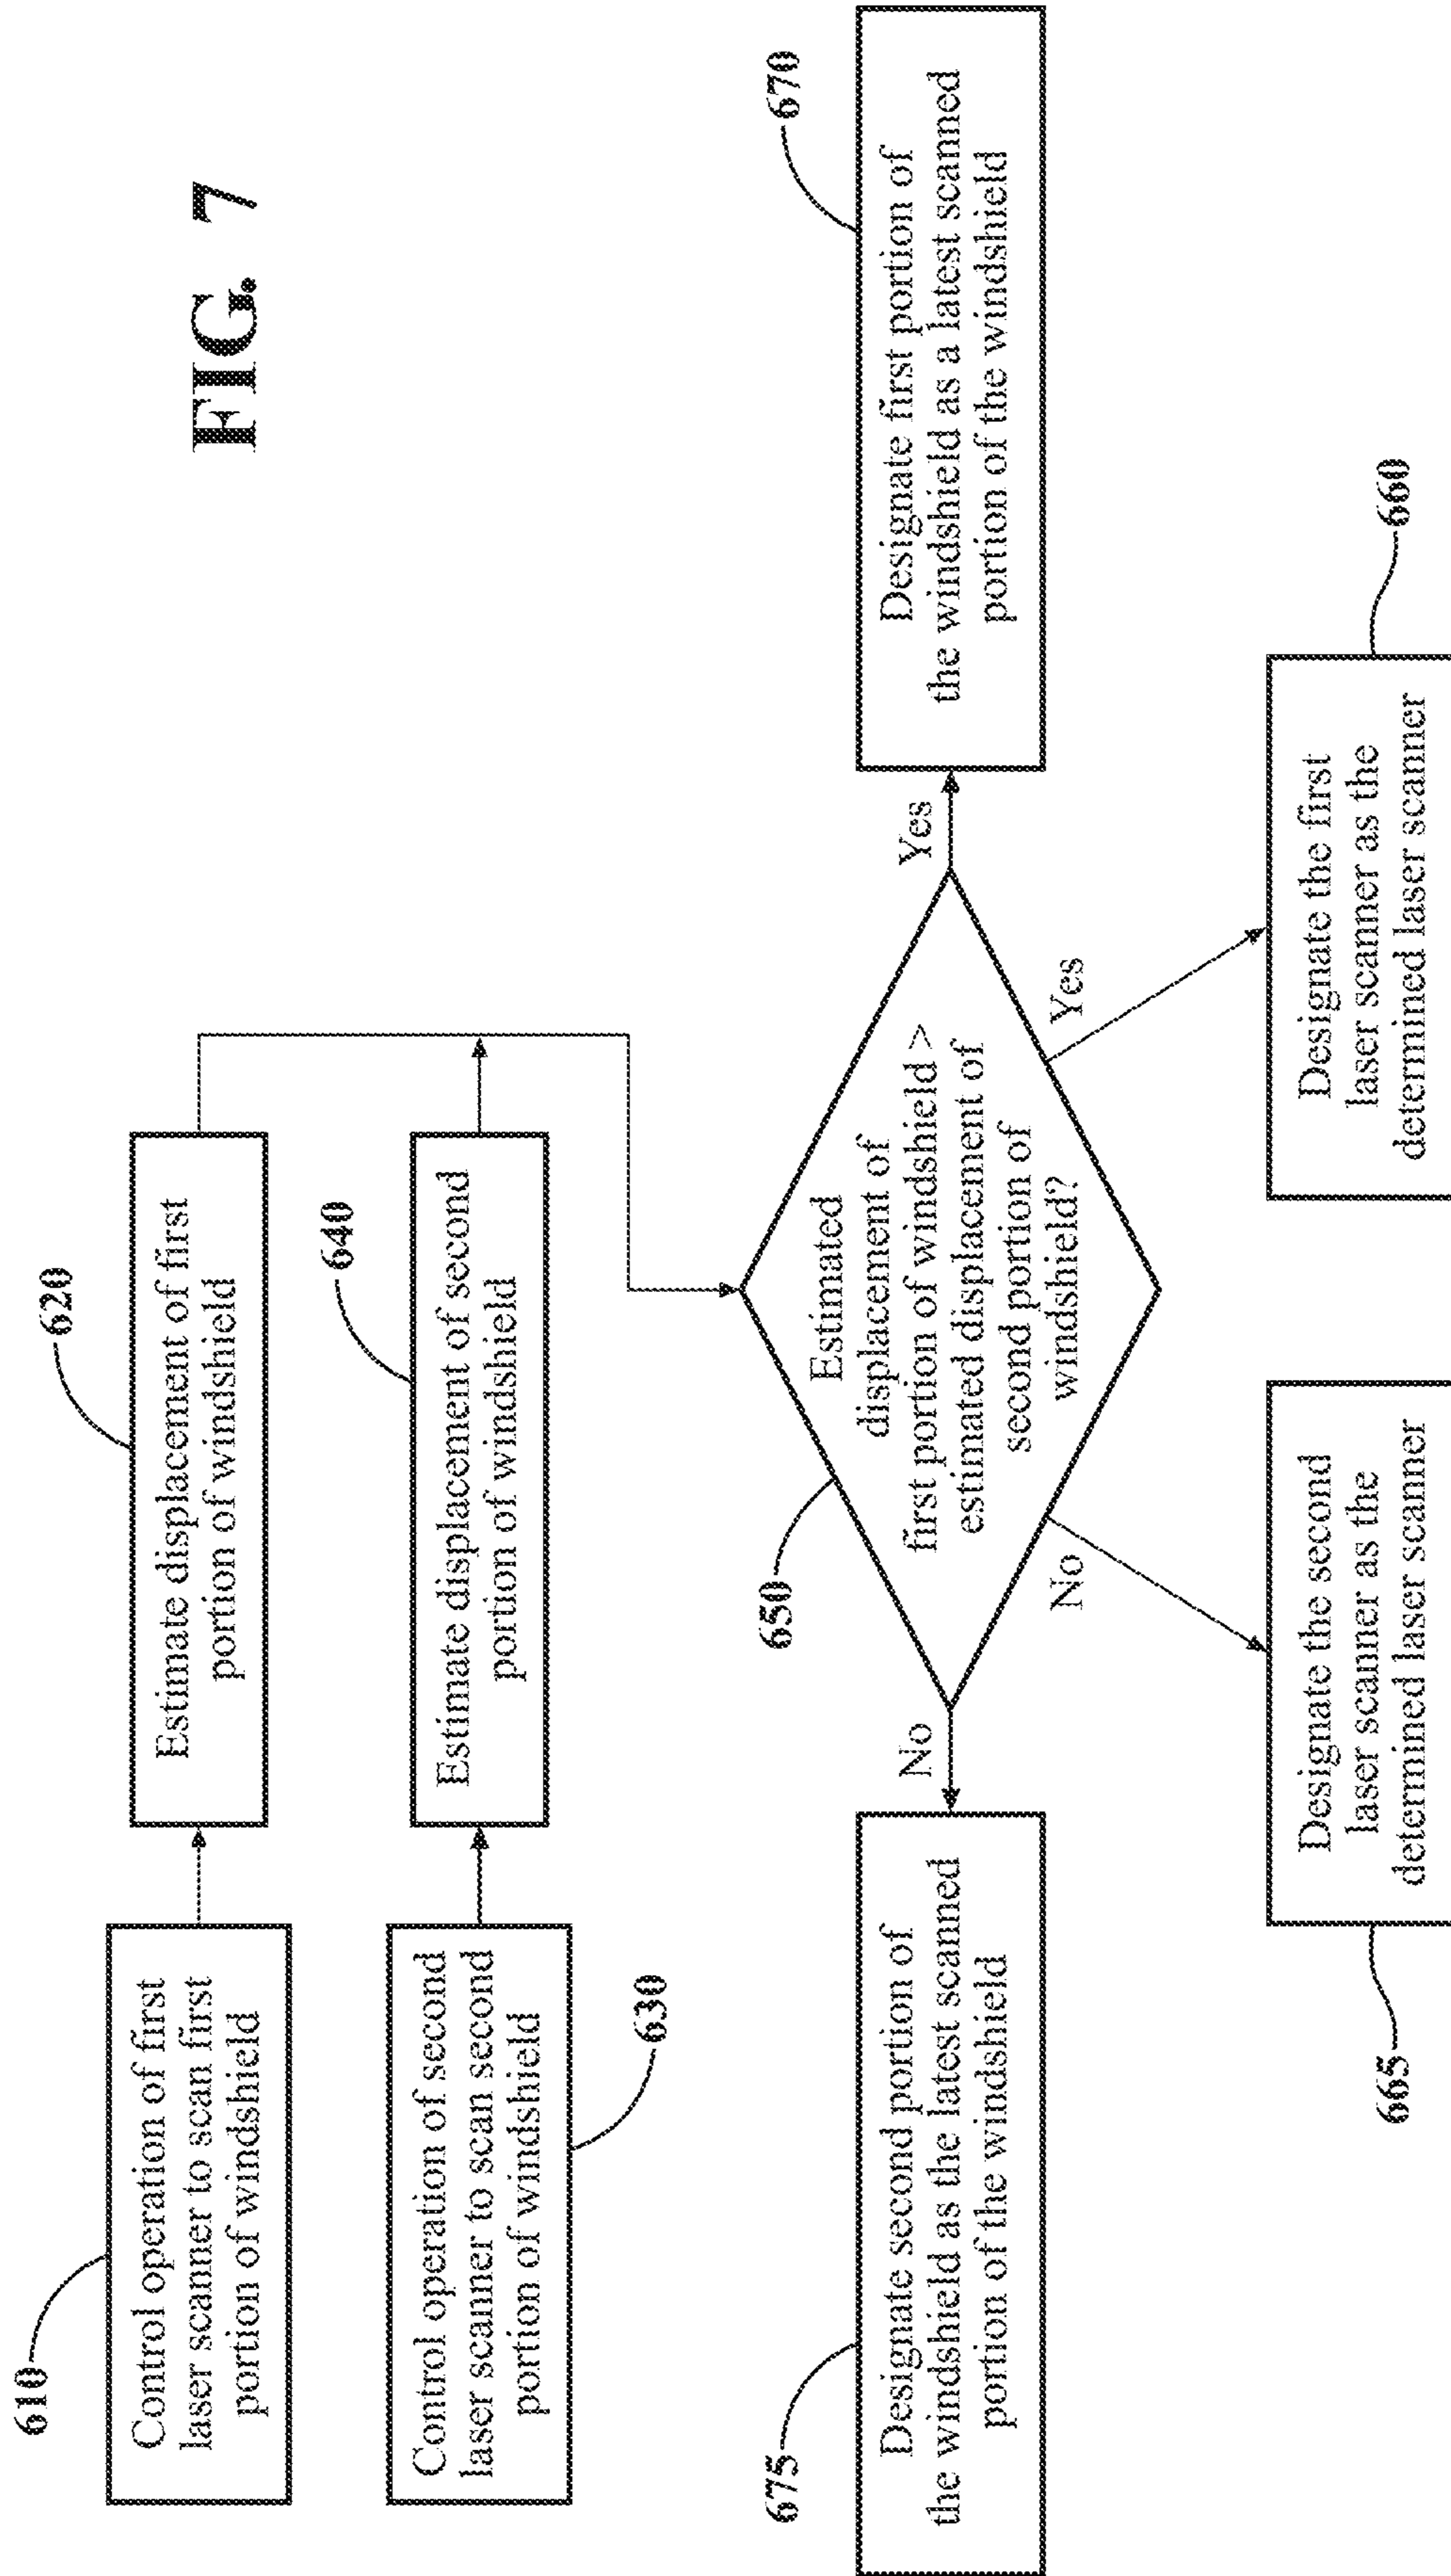 FIG. 7
610
Control operation of first
laser scanner to scan first
portion of windshield
620
Estimate displacement of first
portion of windshield
Control operation of second
laser scanner to scan second
portion of windshield
630
640
Estimate displacement of second
portion of windshield
650
Estimated
displacement of
first portion of windshield >
estimated displacement of
second portion of
windshield?
No
Yes
675
Designate second portion of
the windshield as the latest scanned
portion of the windshield
670
Designate first portion of
the windshield as a latest scanned
portion of the windshield
No
Yes
Designate the second
laser scanner as the
determined laser scanner
665
Designate the first
laser scanner as the
determined laser scanner
660